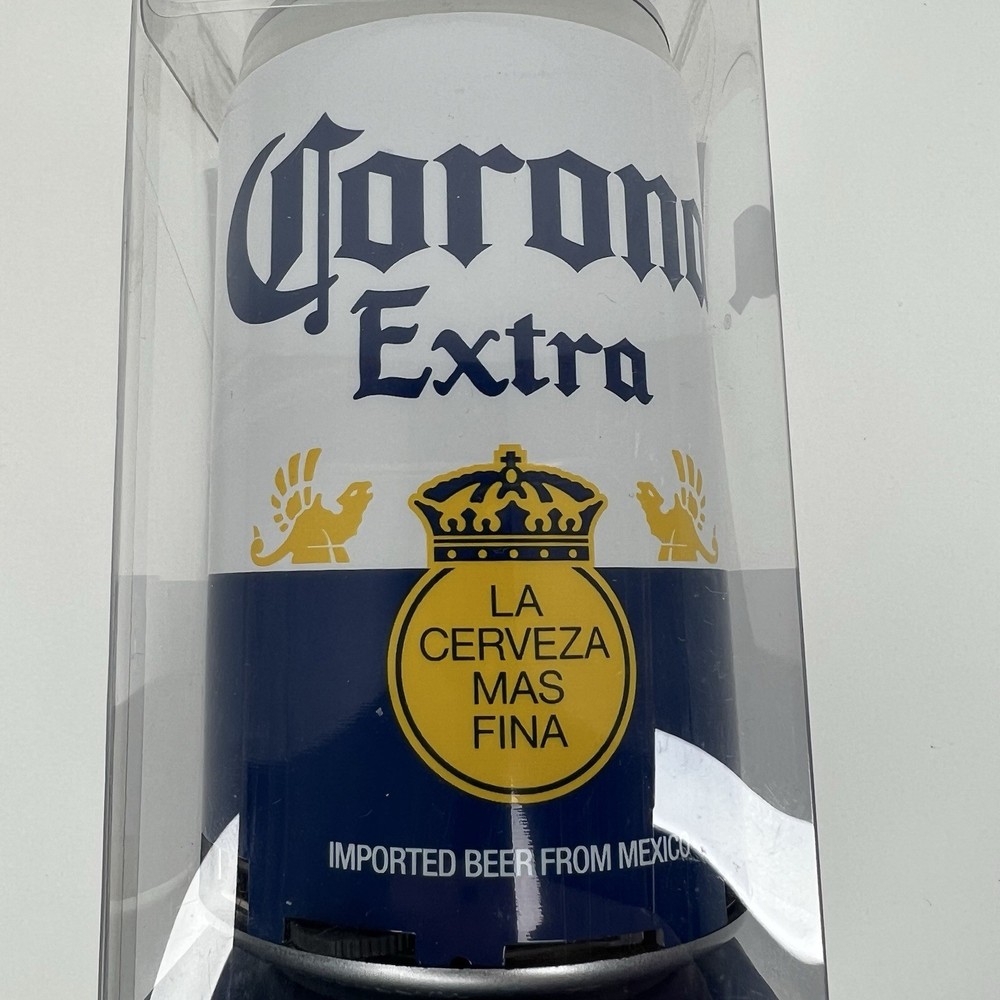 Corona
Extra
LA
CERVEZA
MAS
FINA
IMPORTED BEER FROM MEXICO